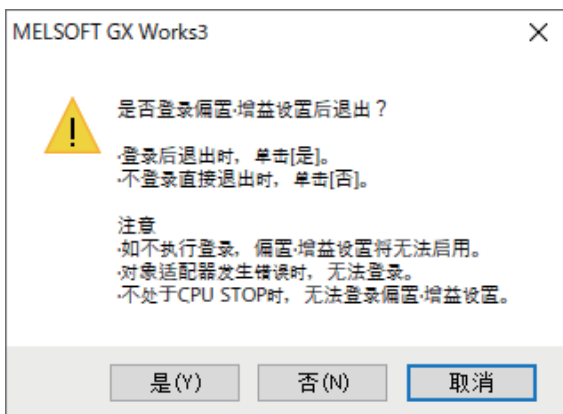 MELSOFT GX Works3
是否登录偏置·增益设置后退出？
·登录后退出时，单击[是]。
·不登录直接退出时，单击[否]。
注意
·如不执行登录，偏置·增益设置将无法启用。
·对象适配器发生错误时，无法登录。
·不处于CPU STOP时，无法登录偏置·增益设置。
是(Y)
否(N)
取消